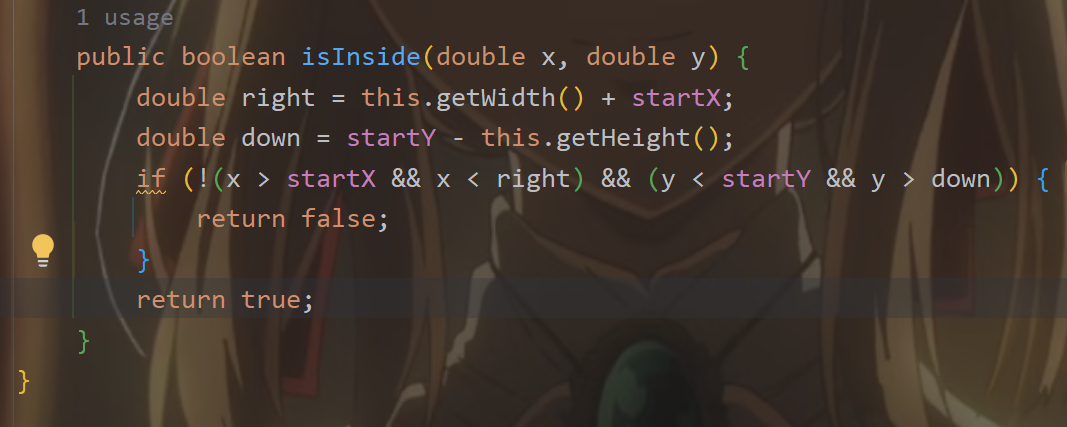 1 usage
public boolean isInside(double x, double y) {
double right = this.getWidth() + startX;
double down = startY - this.getHeight();
if (!(x > startX && x < right) && (y < startY && y > down)) {
return false;
}
return true;
}
}